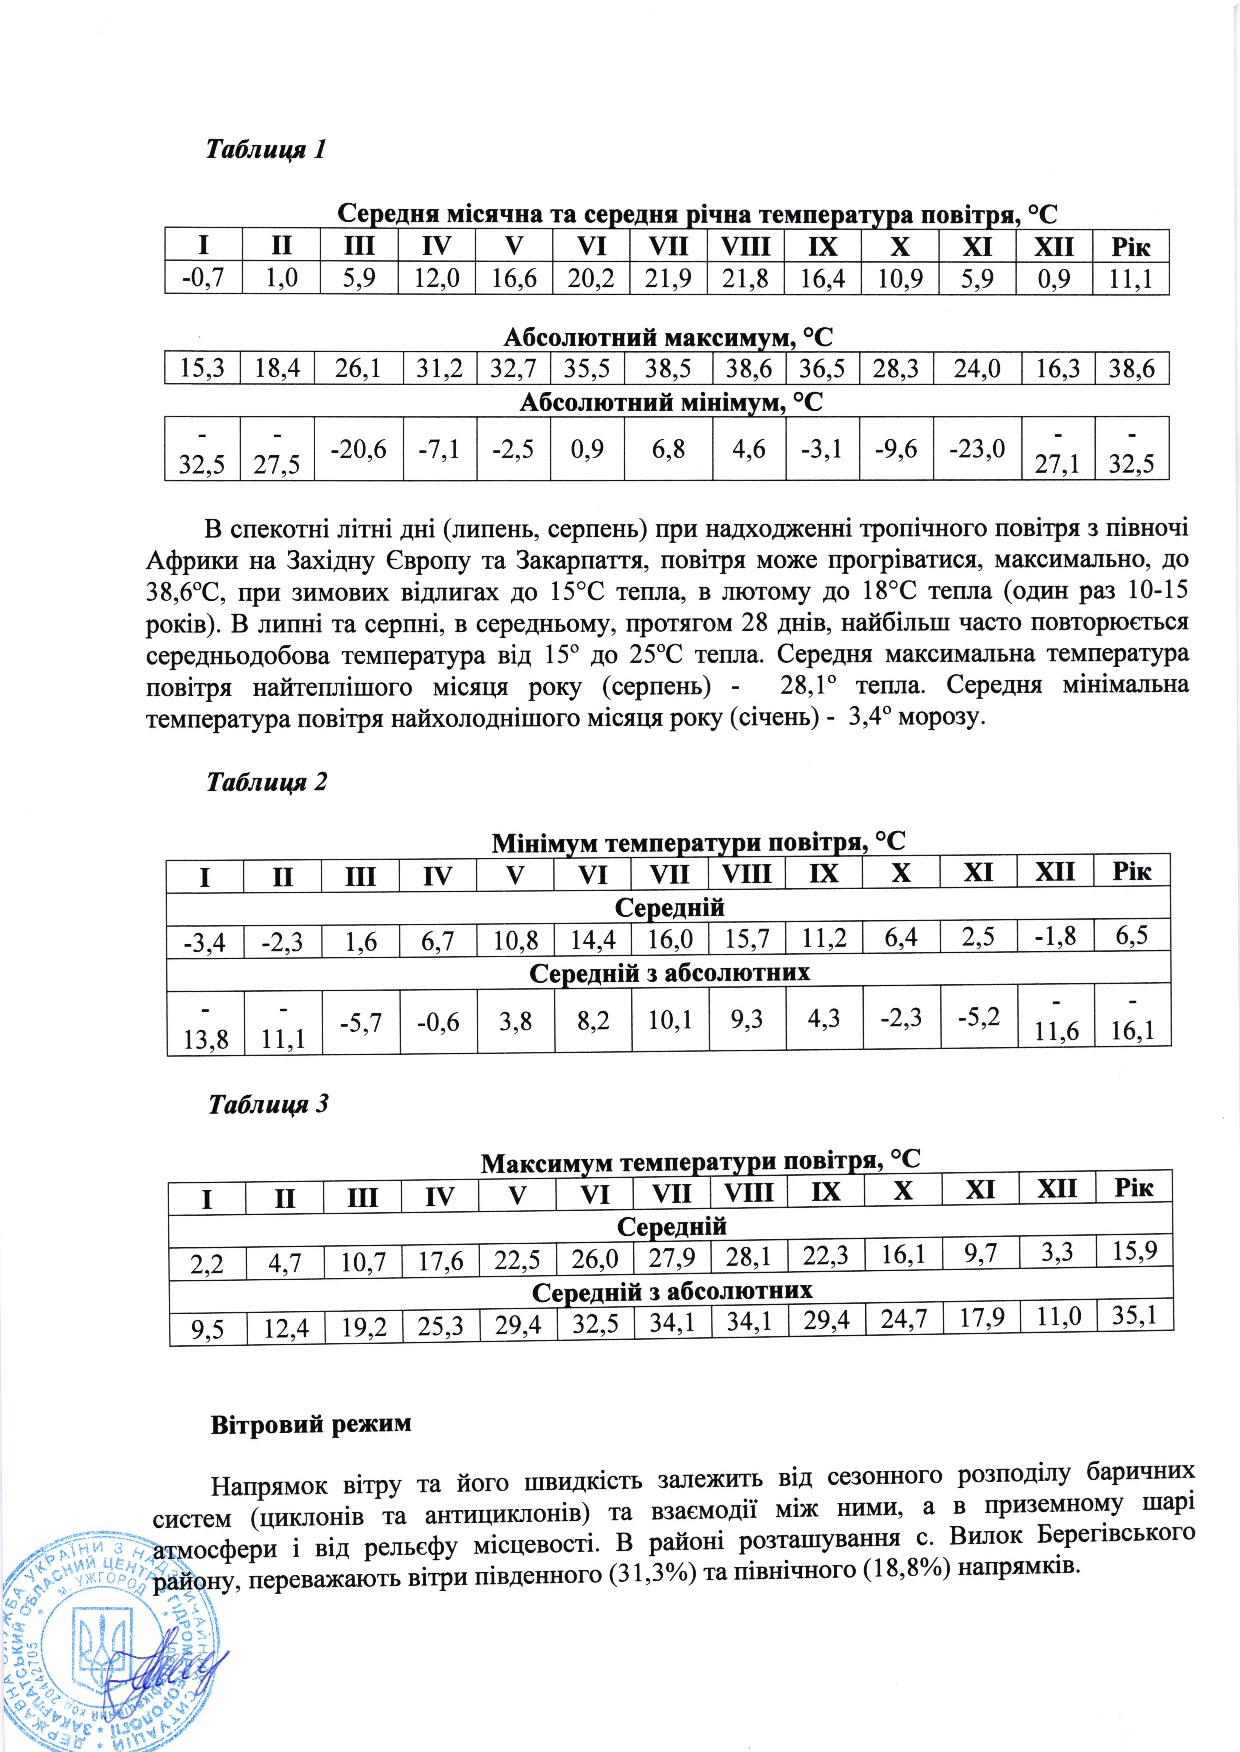 Таблиця 1
Середня місячна та середня річна температура повітря, °С
I II III IV V VI VII VIII IX X XI XII Рік
-0,7 1,0 5,9 12,0 16,6 20,2 21,9 21,8 16,4 10,9 5,9 0,9 11,1
Абсолютний максимум, °С
15,3 18,4 26,1 31,2 32,7 35,5 38,5 38,6 36,5 28,3 24,0 16,3 38,6
Абсолютний мінімум, °С
-32,5 -27,5 -20,6 -7,1 -2,5 0,9 6,8 4,6 -3,1 -9,6 -23,0 -27,1 -32,5
В спекотні літні дні (липень, серпень) при надходженні тропічного повітря з півночі
Африки на Західну Європу та Закарпаття, повітря може прогріватися, максимально, до
38,6ºС, при зимових відлигах до 15°С тепла, в лютому до 18°С тепла (один раз 10-15
років). В липні та серпні, в середньому, протягом 28 днів, найбільш часто повторюється
середньодобова температура від 15º до 25ºС тепла. Середня максимальна температура
повітря найтеплішого місяця року (серпень) - 28,1º тепла. Середня мінімальна
температура повітря найхолоднішого місяця року (січень) - 3,4º морозу.
Таблиця 2
Мінімум температури повітря, °С
I II III IV V VI VII VIII IX X XI XII Рік
Середній
-3,4 -2,3 1,6 6,7 10,8 14,4 16,0 15,7 11,2 6,4 2,5 -1,8 6,5
Середній з абсолютних
-13,8 -11,1 -5,7 -0,6 3,8 8,2 10,1 9,3 4,3 -2,3 -5,2 -11,6 -16,1
Таблиця 3
Максимум температури повітря, °С
I II III IV V VI VII VIII IX X XI XII Рік
Середній
2,2 4,7 10,7 17,6 22,5 26,0 27,9 28,1 22,3 16,1 9,7 3,3 15,9
Середній з абсолютних
9,5 12,4 19,2 25,3 29,4 32,5 34,1 34,1 29,4 24,7 17,9 11,0 35,1
Вітровий режим
Напрямок вітру та його швидкість залежить від сезонного розподілу баричних
систем (циклонів та антициклонів) та взаємодії між ними, а в приземному шарі
атмосфери і від рельєфу місцевості. В районі розташування с. Вилок Берегівського
району, переважають вітри південного (31,3%) та північного (18,8%) напрямків.
ДЕРЖАВНА СЛУЖБА УКРАЇНИ З
ОБЛАСНИЙ ЦЕНТР
м. УЖГОРОД
код 20442705